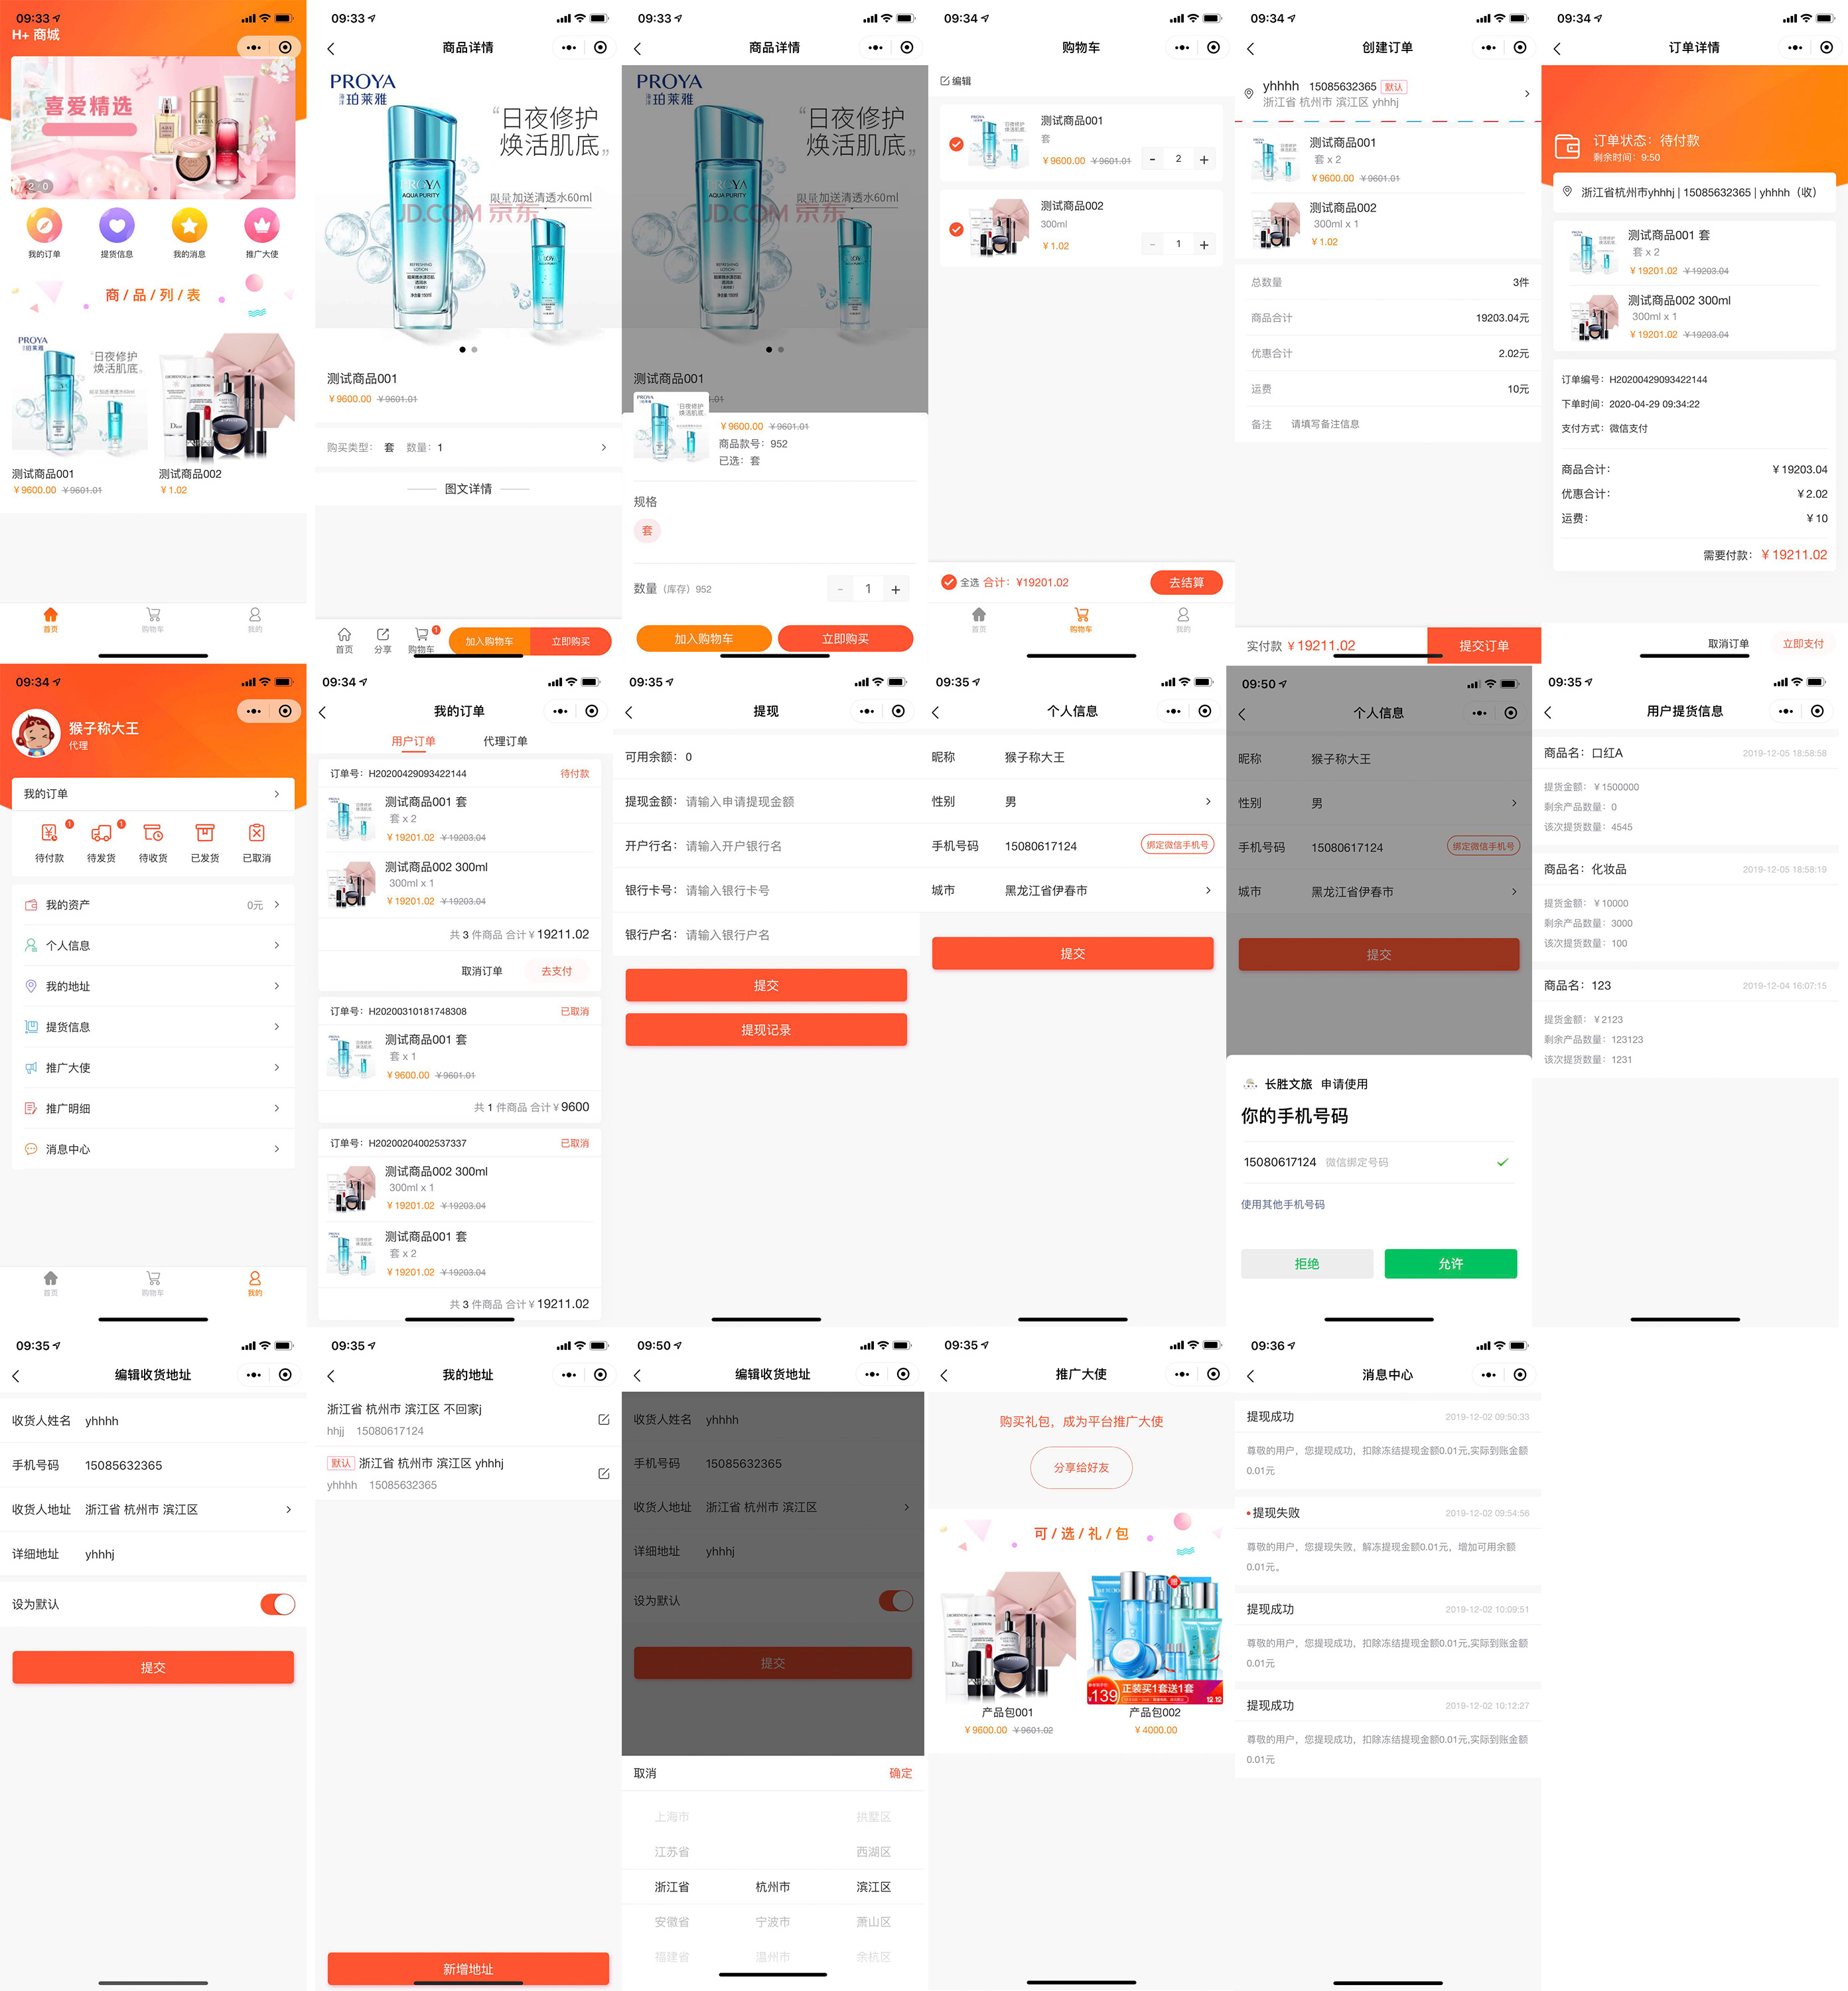 09:33
H+ 商城
喜爱精选
2
0
我的订单
提货信息
我的消息
推广大使
商/品/列/表
PROYA
珀莱雅
日夜修护
焕活肌底
测试商品001
￥9600.00 ￥9601.01
测试商品002
￥1.02
首页
购物车
我的
09:33
商品详情
PROYA
珀莱雅
“日夜修护
焕活肌底”
限量加送清透水60ml
PROYA
AQUA PURITY
JD.COM 京东
REFRESHING
LOTION
测试商品001
￥9600.00 ￥9601.01
购买类型： 套 数量：1
图文详情
首页
分享
购物车
1
加入购物车
立即购买
09:33
商品详情
PROYA
珀莱雅
“日夜修护
焕活肌底”
限量加送清透水60ml
PROYA
AQUA PURITY
JD.COM 京东
REFRESHING
LOTION
测试商品001
￥9600.00 ￥9601.01
商品款号：952
已选：套
规格
套
数量（库存）952
- 1 +
加入购物车
立即购买
09:34
购物车
编辑
测试商品001
套
￥9600.00 ￥9601.01
- 2 +
测试商品002
300ml
￥1.02
- 1 +
全选 合计：¥19201.02
去结算
首页
购物车
我的
09:34
创建订单
yhhhh 15085632365 默认
浙江省 杭州市 滨江区 yhhhj
测试商品001
套 x 2
￥9600.00 ￥9601.01
测试商品002
300ml x 1
￥1.02
总数量 3件
商品合计 19203.04元
优惠合计 2.02元
运费 10元
备注 请填写备注信息
实付款 ￥19211.02
提交订单
09:34
订单详情
订单状态：待付款
剩余时间：9:50
浙江省杭州市yhhhj | 15085632365 | yhhhh（收）
测试商品001 套
套 x 2
￥19201.02 ￥19203.04
测试商品002 300ml
300ml x 1
￥19201.02 ￥19203.04
订单编号：H20200429093422144
下单时间：2020-04-29 09:34:22
支付方式：微信支付
商品合计： ￥19203.04
优惠合计： ￥2.02
运费： ￥10
需要付款：￥19211.02
取消订单
立即支付
09:34
猴子称大王
代理
我的订单
1
1
待付款
待发货
待收货
已发货
已取消
我的资产 0元
个人信息
我的地址
提货信息
推广大使
推广明细
消息中心
首页
购物车
我的
09:34
我的订单
用户订单
代理订单
订单号：H20200429093422144 待付款
测试商品001 套
套 x 2
￥19201.02 ￥19203.04
测试商品002 300ml
300ml x 1
￥19201.02 ￥19203.04
共 3 件商品 合计￥19211.02
取消订单
去支付
订单号：H20200310181748308 已取消
测试商品001 套
套 x 1
￥9600.00 ￥9601.01
共 1 件商品 合计￥9600
订单号：H20200204002537337 已取消
测试商品002 300ml
300ml x 1
￥19201.02 ￥19203.04
测试商品001 套
套 x 2
￥19201.02 ￥19203.04
共 3 件商品 合计￥19211.02
09:35
提现
可用余额：0
提现金额：请输入申请提现金额
开户行名：请输入开户银行名
银行卡号：请输入银行卡号
银行户名：请输入银行户名
提交
提现记录
09:35
个人信息
昵称 猴子称大王
性别 男
手机号码 15080617124 绑定微信手机号
城市 黑龙江省伊春市
提交
09:50
个人信息
昵称 猴子称大王
性别 男
手机号码 15080617124 绑定微信手机号
城市 黑龙江省伊春市
提交
长胜文旅 申请使用
你的手机号码
15080617124 微信绑定号码
使用其他手机号码
拒绝
允许
09:35
用户提货信息
商品名：口红A 2019-12-05 18:58:58
提货金额：￥1500000
剩余产品数量：0
该次提货数量：4545
商品名：化妆品 2019-12-05 18:58:19
提货金额：￥10000
剩余产品数量：3000
该次提货数量：100
商品名：123 2019-12-04 16:07:15
提货金额：￥2123
剩余产品数量：123123
该次提货数量：1231
09:35
编辑收货地址
收货人姓名 yhhhh
手机号码 15085632365
收货人地址 浙江省 杭州市 滨江区
详细地址 yhhhj
设为默认
提交
09:35
我的地址
浙江省 杭州市 滨江区 不回家j
hhjj 15080617124
默认 浙江省 杭州市 滨江区 yhhhj
yhhhh 15085632365
新增地址
09:50
编辑收货地址
收货人姓名 yhhhh
手机号码 15085632365
收货人地址 浙江省 杭州市 滨江区
详细地址 yhhhj
设为默认
提交
取消 确定
上海市 拱墅区
江苏省 西湖区
浙江省 杭州市 滨江区
安徽省 宁波市 萧山区
福建省 温州市 余杭区
09:35
推广大使
购买礼包，成为平台推广大使
分享给好友
可/选/礼/包
Dior
¥139 正装买1套送1套
12.12
产品包001
￥9600.00 ￥9601.02
产品包002
￥4000.00
09:36
消息中心
提现成功 2019-12-02 09:50:33
尊敬的用户，您提现成功，扣除冻结提现金额0.01元,实际到账金额
0.01元
提现失败 2019-12-02 09:54:56
尊敬的用户，您提现失败，解冻提现金额0.01元，增加可用余额
0.01元。
提现成功 2019-12-02 10:09:51
尊敬的用户，您提现成功，扣除冻结提现金额0.01元,实际到账金额
0.01元
提现成功 2019-12-02 10:12:27
尊敬的用户，您提现成功，扣除冻结提现金额0.01元,实际到账金额
0.01元